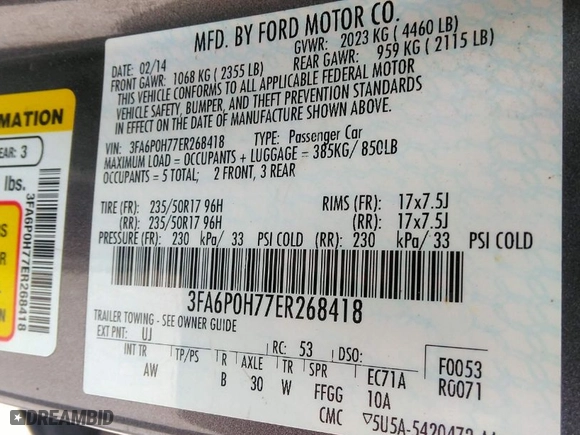 MFD. BY FORD MOTOR CO.
DATE: 02/14 GVWR: 2023 KG (4460 LB)
FRONT GAWR: 1068 KG (2355 LB) REAR GAWR: 959 KG (2115 LB)
THIS VEHICLE CONFORMS TO ALL APPLICABLE FEDERAL MOTOR
VEHICLE SAFETY, BUMPER, AND THEFT PREVENTION STANDARDS
IN EFFECT ON THE DATE OF MANUFACTURE SHOWN ABOVE.
VIN: 3FA6P0H77ER268418 TYPE: Passenger Car
MAXIMUM LOAD = OCCUPANTS + LUGGAGE = 385KG/ 850LB
OCCUPANTS = 5 TOTAL; 2 FRONT, 3 REAR
TIRE (FR): 235/50R17 96H RIMS (FR): 17x7.5J
(RR): 235/50R17 96H (RR): 17x7.5J
PRESSURE (FR): 230 kPa/ 33 PSI COLD (RR): 230 kPa/ 33 PSI COLD
3FA6P0H77ER268418
TRAILER TOWING - SEE OWNER GUIDE
EXT PNT: UJ RC: 53 DSO: F0053
INT TR TP/PS R AXLE TR SPR EC71A R0071
AW B 30 W FFGG 10A
CMC ▽5U5A-5420472-
MATION
EAR: 3
lbs.
3FA6P0H77ER268418
DREAMBID